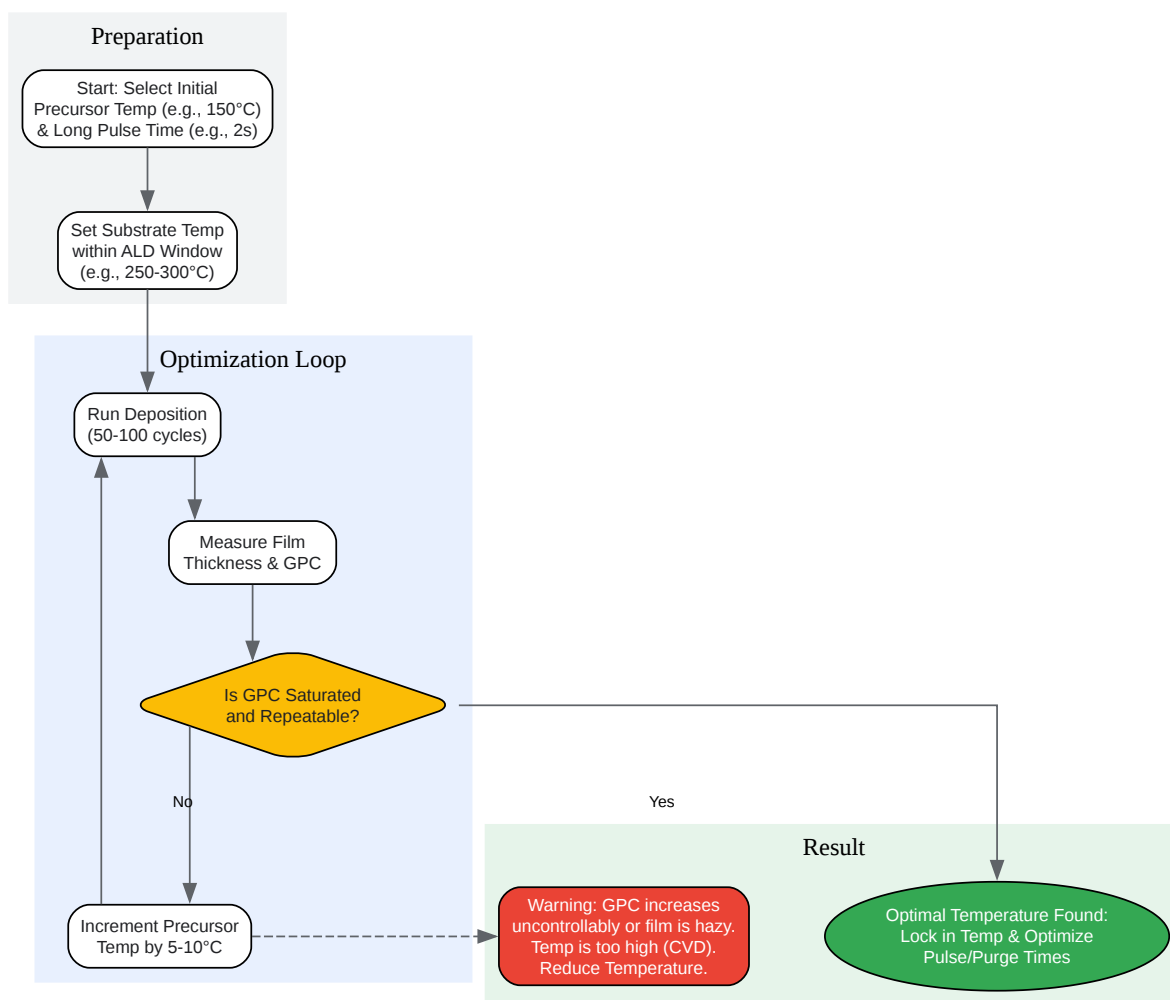 Preparation
Start: Select Initial
Precursor Temp (e.g., 150°C)
& Long Pulse Time (e.g., 2s)
Set Substrate Temp
within ALD Window
(e.g., 250-300°C)
Optimization Loop
Run Deposition
(50-100 cycles)
Measure Film
Thickness & GPC
Is GPC Saturated
and Repeatable?
No
Yes
Increment Precursor
Temp by 5-10°C
Result
Warning: GPC increases
uncontrollably or film is hazy.
Temp is too high (CVD).
Reduce Temperature.
Optimal Temperature Found:
Lock in Temp & Optimize
Pulse/Purge Times